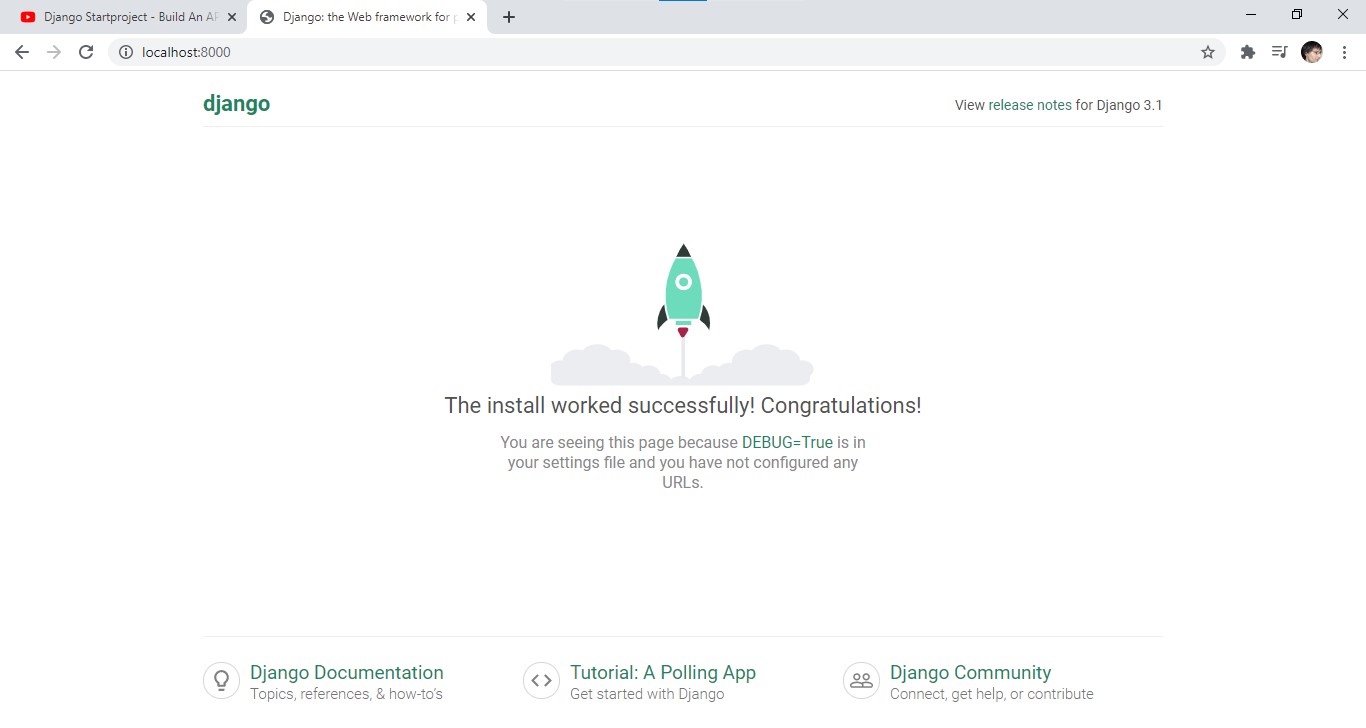 Django Startproject - Build An AP
Django: the Web framework for p
localhost:8000
django
View release notes for Django 3.1
The install worked successfully! Congratulations!
You are seeing this page because DEBUG=True is in
your settings file and you have not configured any
URLs.
Django Documentation
Topics, references, & how-to's
Tutorial: A Polling App
Get started with Django
Django Community
Connect, get help, or contribute